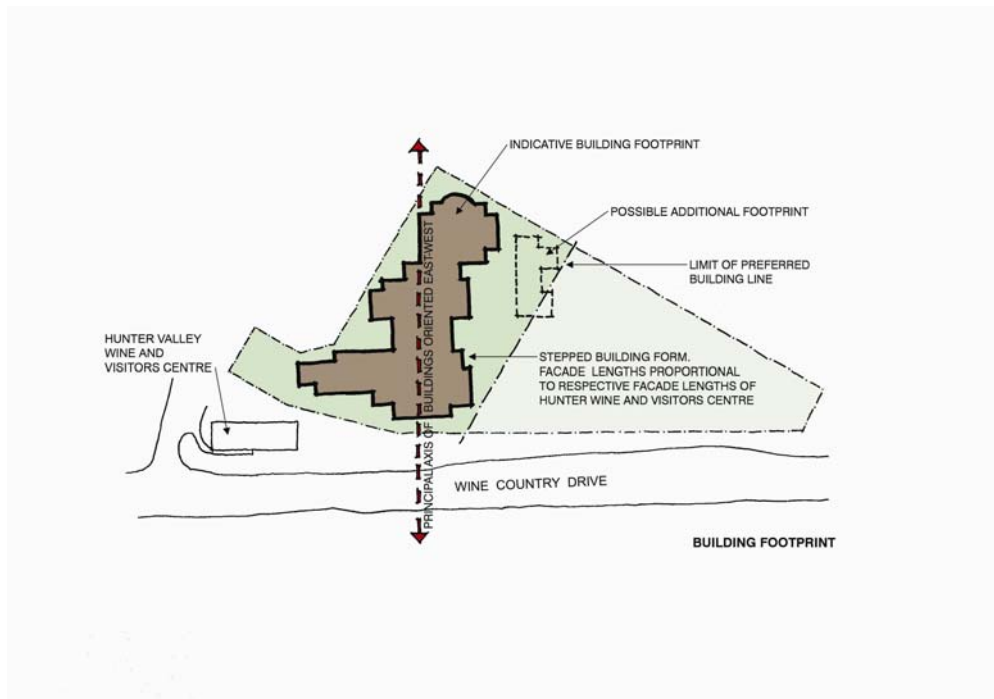 INDICATIVE BUILDING FOOTPRINT
POSSIBLE ADDITIONAL FOOTPRINT
LIMIT OF PREFERRED
BUILDING LINE
PRINCIPAL AXIS OF BUILDINGS ORIENTED EAST-WEST
HUNTER VALLEY
WINE AND
VISITORS CENTRE
STEPPED BUILDING FORM.
FACADE LENGTHS PROPORTIONAL
TO RESPECTIVE FACADE LENGTHS OF
HUNTER WINE AND VISITORS CENTRE
WINE COUNTRY DRIVE
BUILDING FOOTPRINT